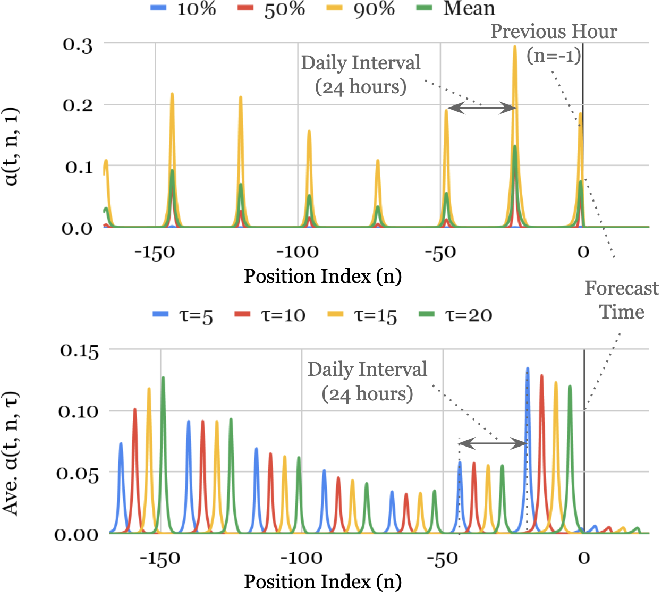 10% 50% 90% Mean
Previous Hour
(n=-1)
Daily Interval
(24 hours)
α(t, n, 1)
0.3
0.2
0.1
0.0
-150 -100 -50 0
Position Index (n)
Forecast
Time
τ=5 τ=10 τ=15 τ=20
Daily Interval
(24 hours)
Ave. α(t, n, τ)
0.15
0.10
0.05
0.00
-150 -100 -50 0
Position Index (n)